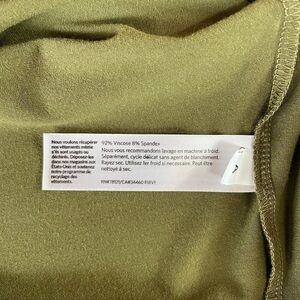 Nous voulons récupérer
nos vêtements même
s'ils sont usagés ou
déchirés. Déposez-les
dans nos magasins aux
États-Unis et soutenez
notre programme de
recyclage des
vêtements.
92% Viscose 8% Spandex
Nous vous recommandons lavage en machine à froid.
Séparément, cycle délicat sans agent de blanchiment.
Rayez sec. Utilisez le fer froid si nécessaire. Peut être
nettoyé à sec.